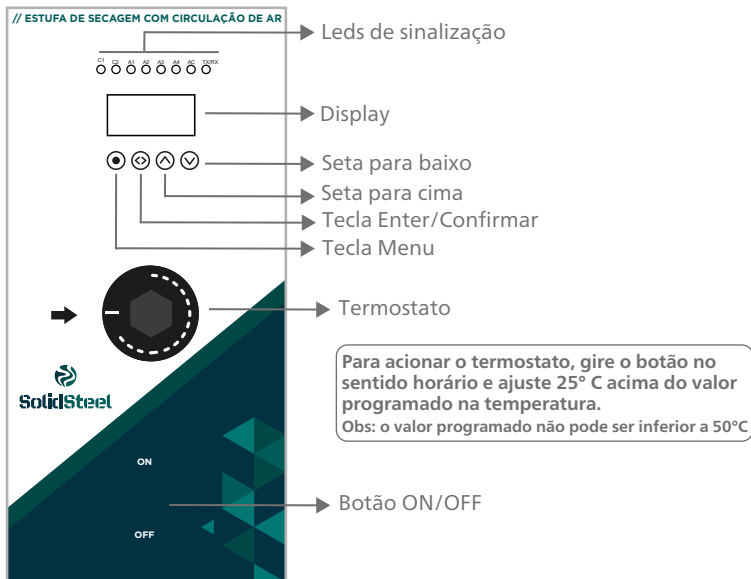 // ESTUFA DE SECAGEM COM CIRCULAÇÃO DE AR
Leds de sinalização
C1 C2 A1 A2 A3 A4 AC TX/RX
Display
Seta para baixo
Seta para cima
Tecla Enter/Confirmar
Tecla Menu
Termostato
Para acionar o termostato, gire o botão no
sentido horário e ajuste 25° C acima do valor
programado na temperatura.
Obs: o valor programado não pode ser inferior a 50°C
SolidSteel
ON
Botão ON/OFF
OFF